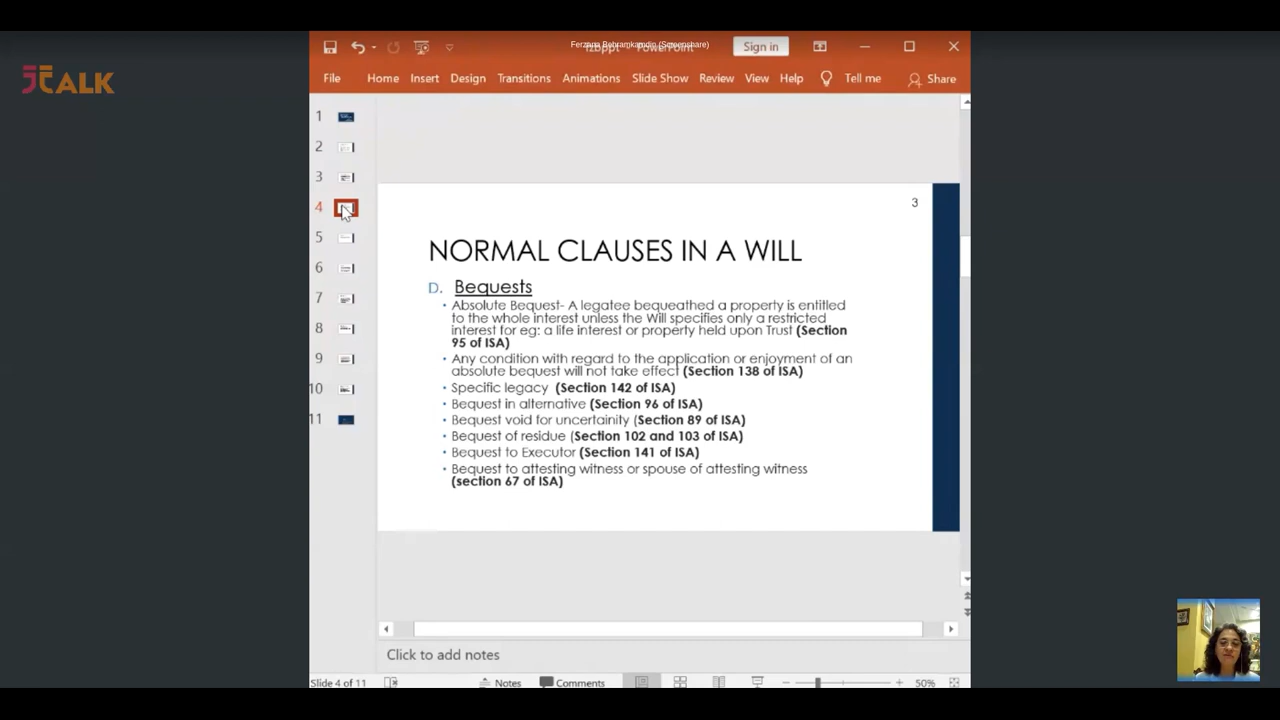 Ferzana Behramkamdin (Screenshare)
Sign in
JTALK
File Home Insert Design Transitions Animations Slide Show Review View Help Tell me Share
1
2
3
4
5
6
7
8
9
10
11
3
NORMAL CLAUSES IN A WILL
D. Bequests
• Absolute Bequest- A legatee bequeathed a property is entitled
to the whole interest unless the Will specifies only a restricted
interest for eg: a life interest or property held upon Trust (Section
95 of ISA)
• Any condition with regard to the application or enjoyment of an
absolute bequest will not take effect (Section 138 of ISA)
• Specific legacy (Section 142 of ISA)
• Bequest in alternative (Section 96 of ISA)
• Bequest void for uncertainity (Section 89 of ISA)
• Bequest of residue (Section 102 and 103 of ISA)
• Bequest to Executor (Section 141 of ISA)
• Bequest to attesting witness or spouse of attesting witness
(section 67 of ISA)
Click to add notes
Slide 4 of 11 Notes Comments 50%